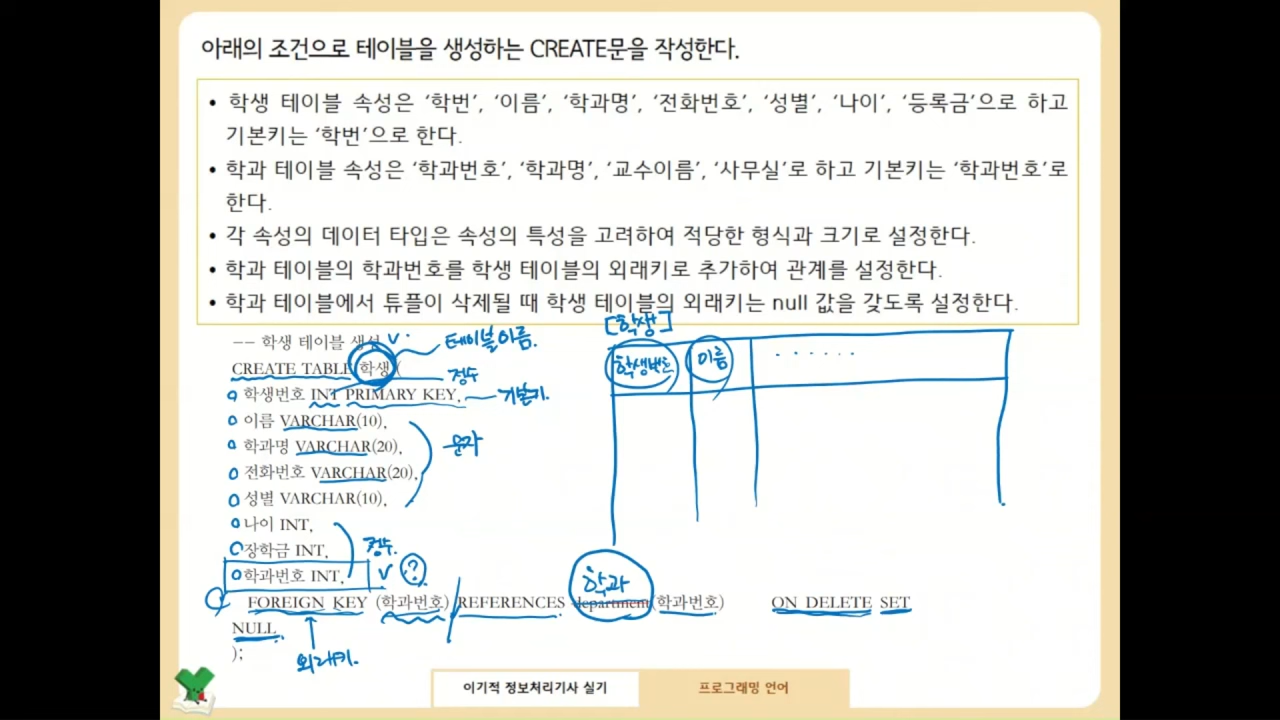 아래의 조건으로 테이블을 생성하는 CREATE문을 작성한다.
• 학생 테이블 속성은 ‘학번’, ‘이름’, ‘학과명’, ‘전화번호’, ‘성별’, ‘나이’, ‘등록금’으로 하고
기본키는 ‘학번’으로 한다.
• 학과 테이블 속성은 ‘학과번호’, ‘학과명’, ‘교수이름’, ‘사무실’로 하고 기본키는 ‘학과번호’로
한다.
• 각 속성의 데이터 타입은 속성의 특성을 고려하여 적당한 형식과 크기로 설정한다.
• 학과 테이블의 학과번호를 학생 테이블의 외래키로 추가하여 관계를 설정한다.
• 학과 테이블에서 튜플이 삭제될 때 학생 테이블의 외래키는 null 값을 갖도록 설정한다.
[학생]
-- 학생 테이블 생성
테이블이름.
CREATE TABLE 학생 (
정수
학생번호 이름 . . . . . .
학생번호 INT PRIMARY KEY,
기본키.
이름 VARCHAR(10),
학과명 VARCHAR(20),
문자
전화번호 VARCHAR(20),
성별 VARCHAR(10),
나이 INT,
장학금 INT,
정수.
학과번호 INT,
?
학과
FOREIGN KEY (학과번호) REFERENCES department(학과번호) ON DELETE SET
NULL
);
외래키.
이기적 정보처리기사 실기
프로그래밍 언어